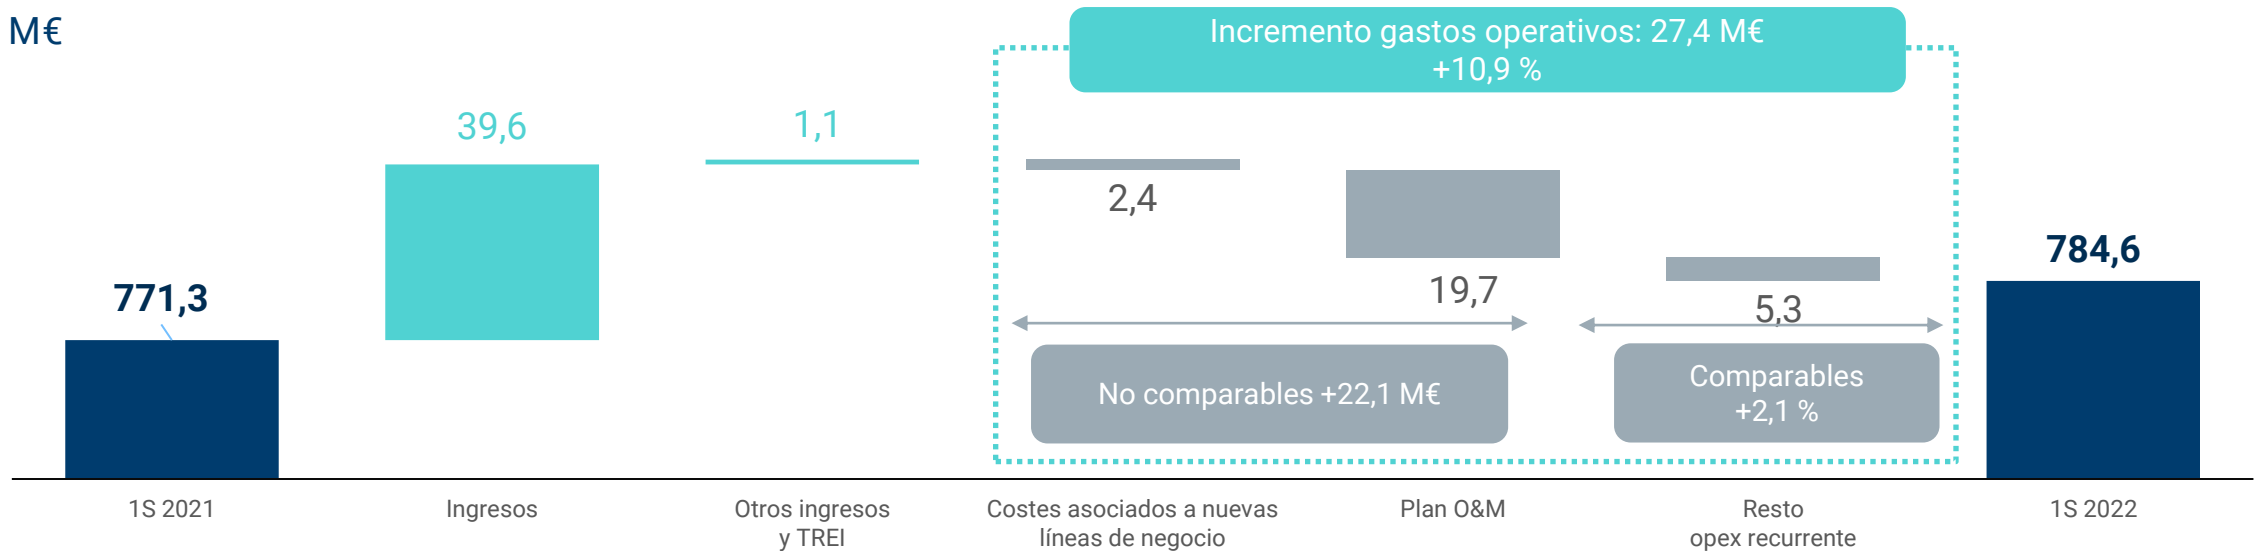 M€
Incremento gastos operativos: 27,4 M€
+10,9 %
39,6
1,1
2,4
19,7
5,3
771,3
784,6
No comparables +22,1 M€
Comparables
+2,1 %
1S 2021
Ingresos
Otros ingresos
y TREI
Costes asociados a nuevas
líneas de negocio
Plan O&M
Resto
opex recurrente
1S 2022